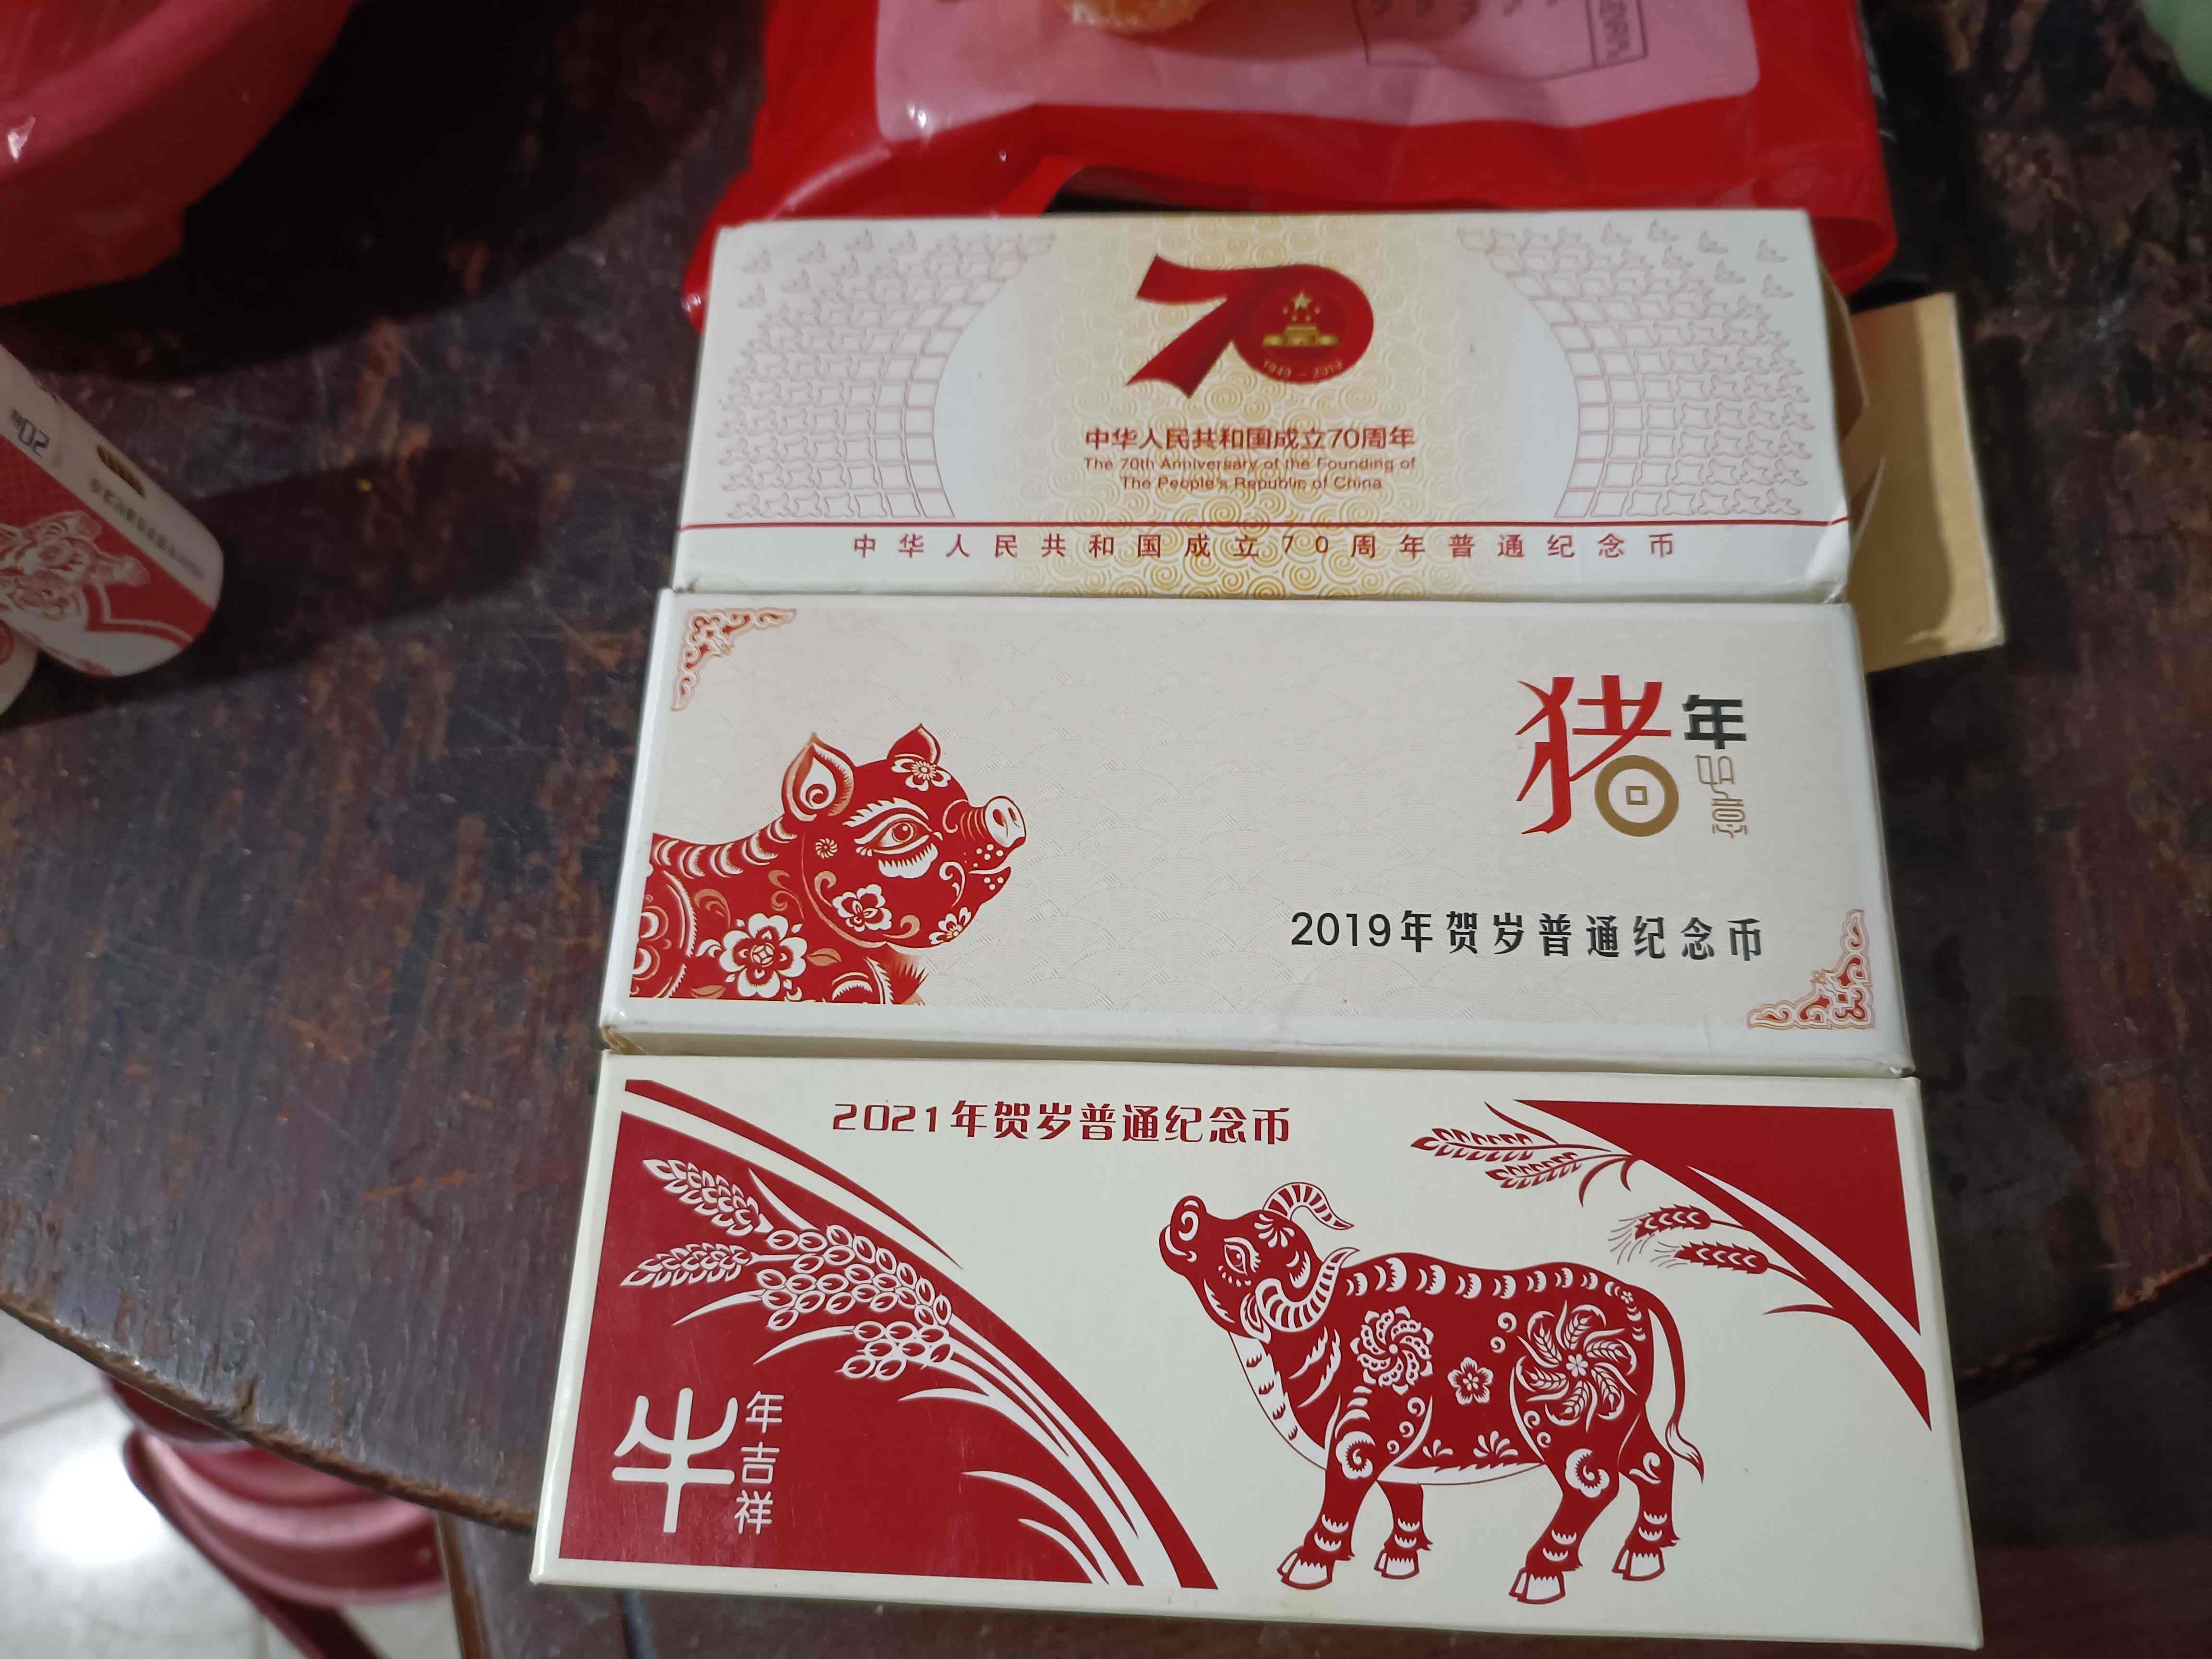 70
1949 - 2019
中华人民共和国成立70周年
The 70th Anniversary of the Founding of
The People's Republic of China
中华人民共和国成立70周年普通纪念币
猪年
2019年贺岁普通纪念币
2021年贺岁普通纪念币
牛年吉祥
20